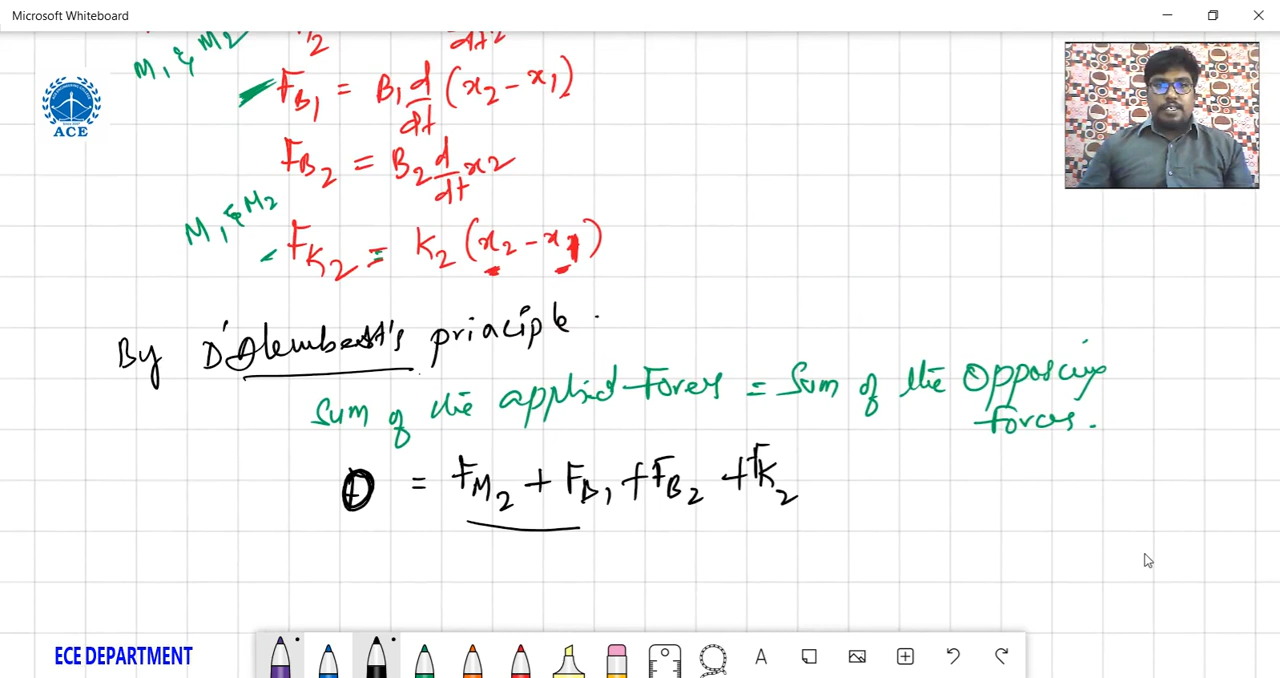 Microsoft Whiteboard
M1 & M2
dt2
FB1 = B1 d/dt (x2 - x1)
ACE
FB2 = B2 d/dt x2
M1 & M2
FK2 = K2 (x2 - x1)
By D'Alembert's priaciple.
Sum of the applied Forces = Sum of the Opposing
forces.
0 = FM2 + FB1 + FB2 + FK2
ECE DEPARTMENT
A